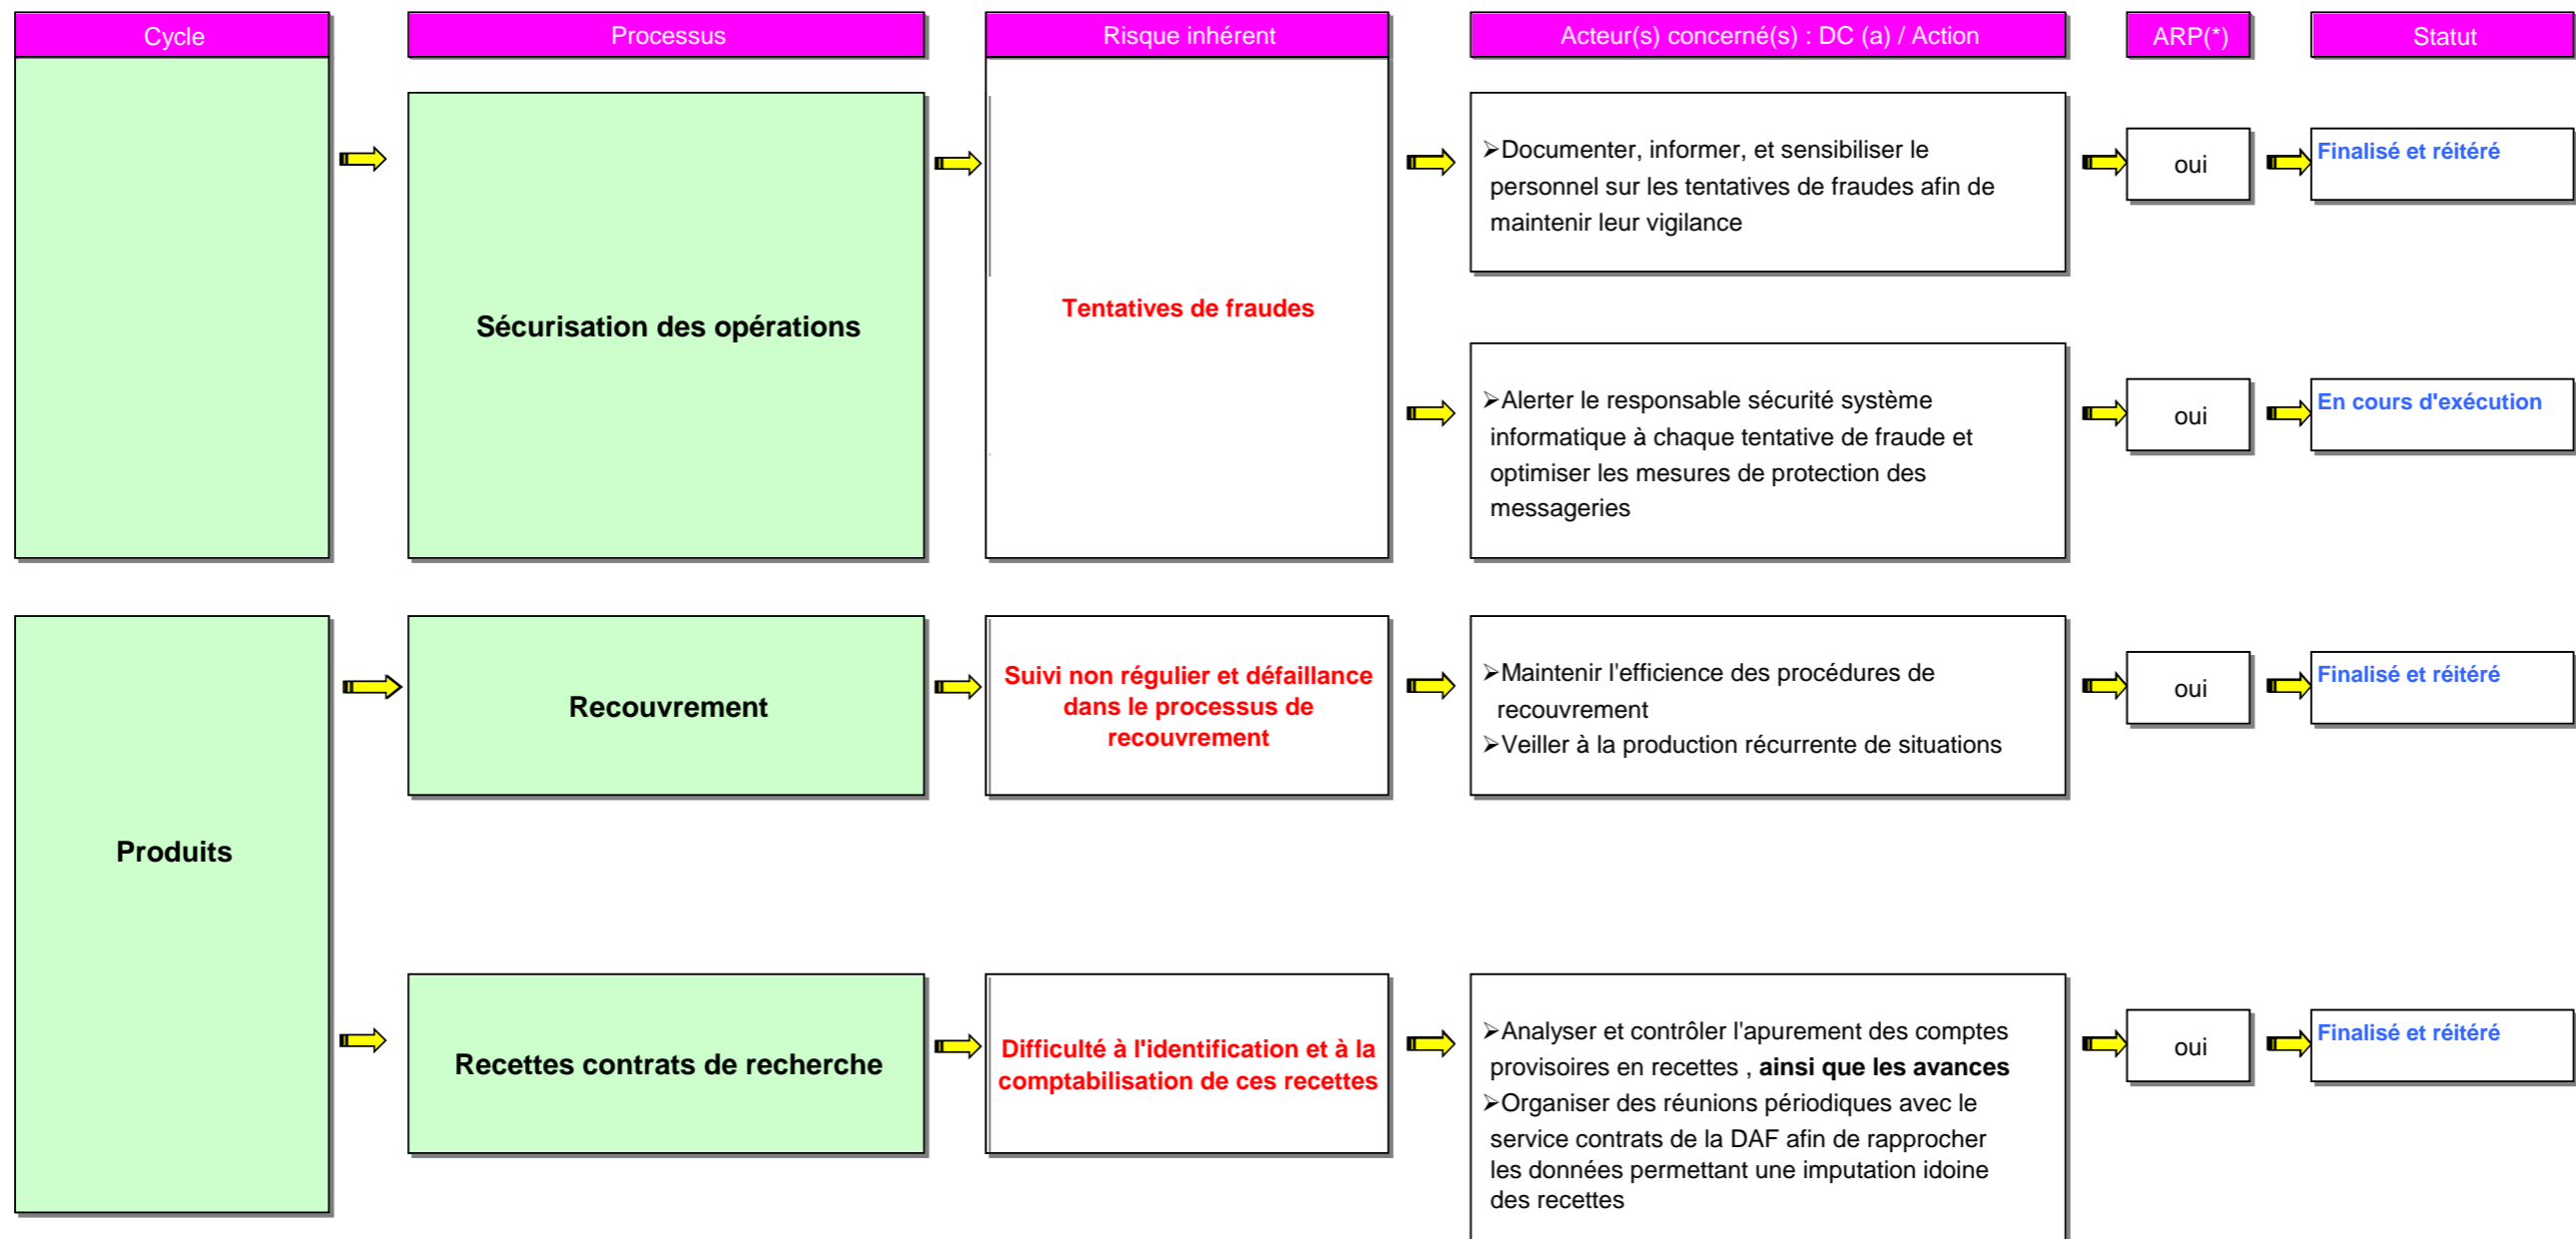 Cycle
Processus
Risque inhérent
Acteur(s) concerné(s) : DC (a) / Action
ARP(*)
Statut
Sécurisation des opérations
Tentatives de fraudes
➢Documenter, informer, et sensibiliser le
personnel sur les tentatives de fraudes afin de
maintenir leur vigilance
oui
Finalisé et réitéré
➢Alerter le responsable sécurité système
informatique à chaque tentative de fraude et
optimiser les mesures de protection des
messageries
oui
En cours d'exécution
Produits
Recouvrement
Suivi non régulier et défaillance
dans le processus de
recouvrement
➢Maintenir l'efficience des procédures de
recouvrement
➢Veiller à la production récurrente de situations
oui
Finalisé et réitéré
Recettes contrats de recherche
Difficulté à l'identification et à la
comptabilisation de ces recettes
➢Analyser et contrôler l'apurement des comptes
provisoires en recettes , ainsi que les avances
➢Organiser des réunions périodiques avec le
service contrats de la DAF afin de rapprocher
les données permettant une imputation idoine
des recettes
oui
Finalisé et réitéré